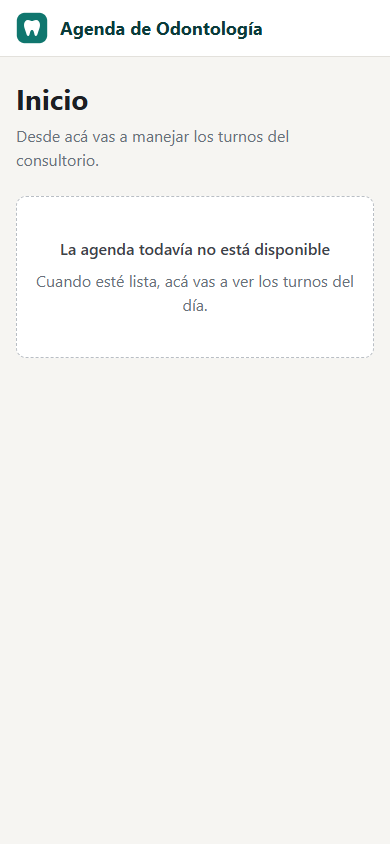 Agenda de Odontología
Inicio
Desde acá vas a manejar los turnos del
consultorio.
La agenda todavía no está disponible
Cuando esté lista, acá vas a ver los turnos del
día.